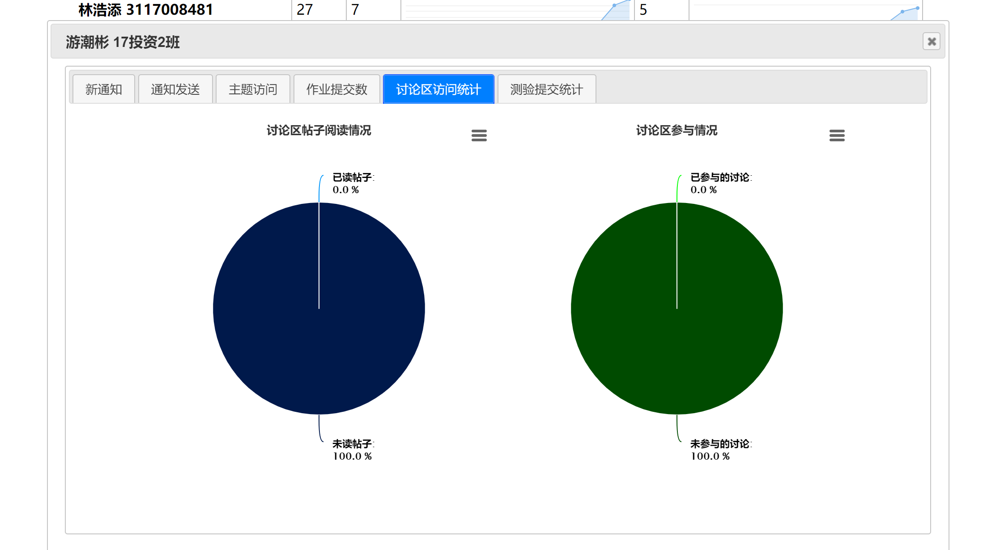 林浩添 3117008481 27 7 5
游潮彬 17投资2班
新通知 通知发送 主题访问 作业提交数 讨论区访问统计 测验提交统计
讨论区帖子阅读情况
已读帖子:
0.0 %
未读帖子:
100.0 %
讨论区参与情况
已参与的讨论:
0.0 %
未参与的讨论:
100.0 %